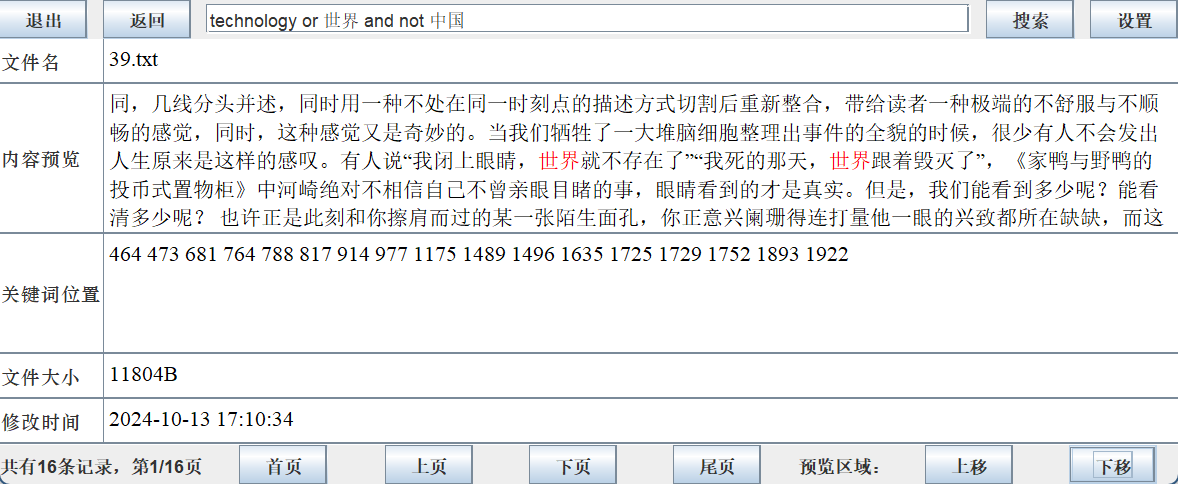 退出 返回 technology or 世界 and not 中国 搜索 设置
文件名 39.txt
内容预览
同，几线分头并述，同时用一种不处在同一时刻点的描述方式切割后重新整合，带给读者一种极端的不舒服与不顺
畅的感觉，同时，这种感觉又是奇妙的。当我们牺牲了一大堆脑细胞整理出事件的全貌的时候，很少有人不会发出
人生原来是这样的感叹。有人说“我闭上眼睛，世界就不存在了”“我死的那天，世界跟着毁灭了”，《家鸭与野鸭的
投币式置物柜》中河崎绝对不相信自己不曾亲眼目睹的事，眼睛看到的才是真实。但是，我们能看到多少呢？能看
清多少呢？ 也许正是此刻和你擦肩而过的某一张陌生面孔，你正意兴阑珊得连打量他一眼的兴致都所在缺缺，而这
关键词位置 464 473 681 764 788 817 914 977 1175 1489 1496 1635 1725 1729 1752 1893 1922
文件大小 11804B
修改时间 2024-10-13 17:10:34
共有16条记录，第1/16页 首页 上页 下页 尾页 预览区域： 上移 下移